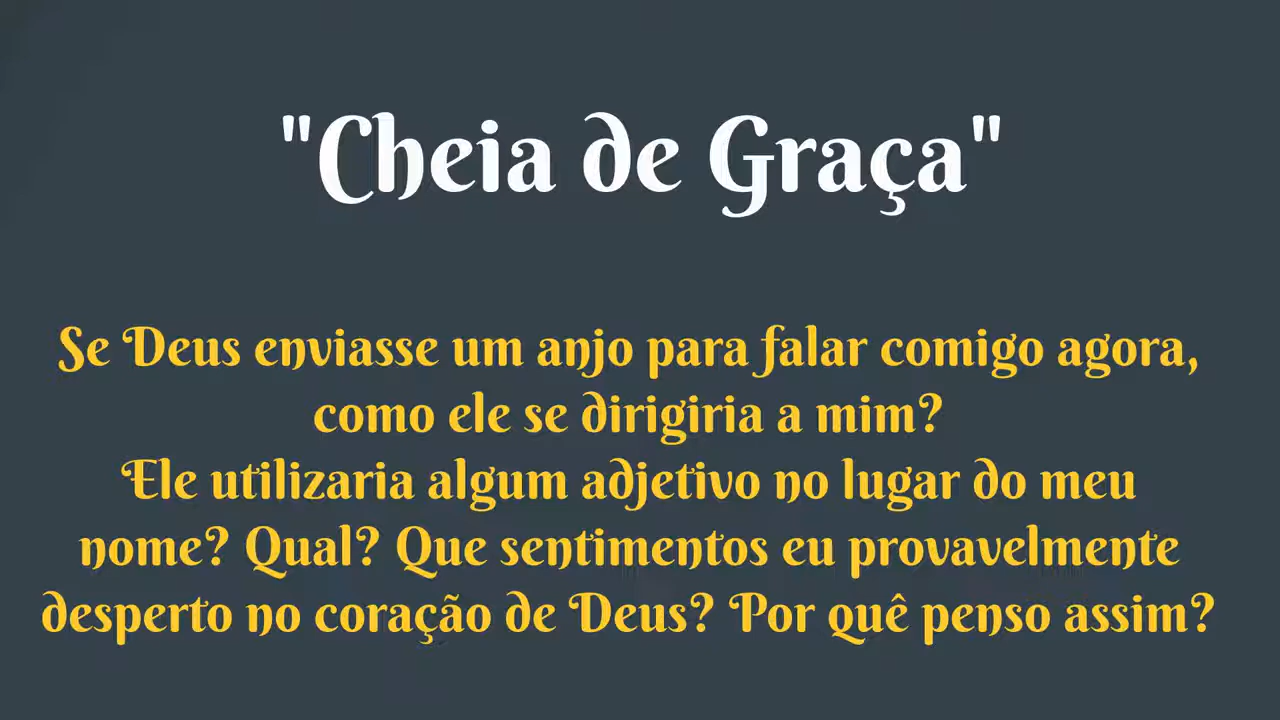 "Cheia de Graça"
Se Deus enviasse um anjo para falar comigo agora,
como ele se dirigiria a mim?
Ele utilizaria algum adjetivo no lugar do meu
nome? Qual? Que sentimentos eu provavelmente
desperto no coração de Deus? Por quê penso assim?